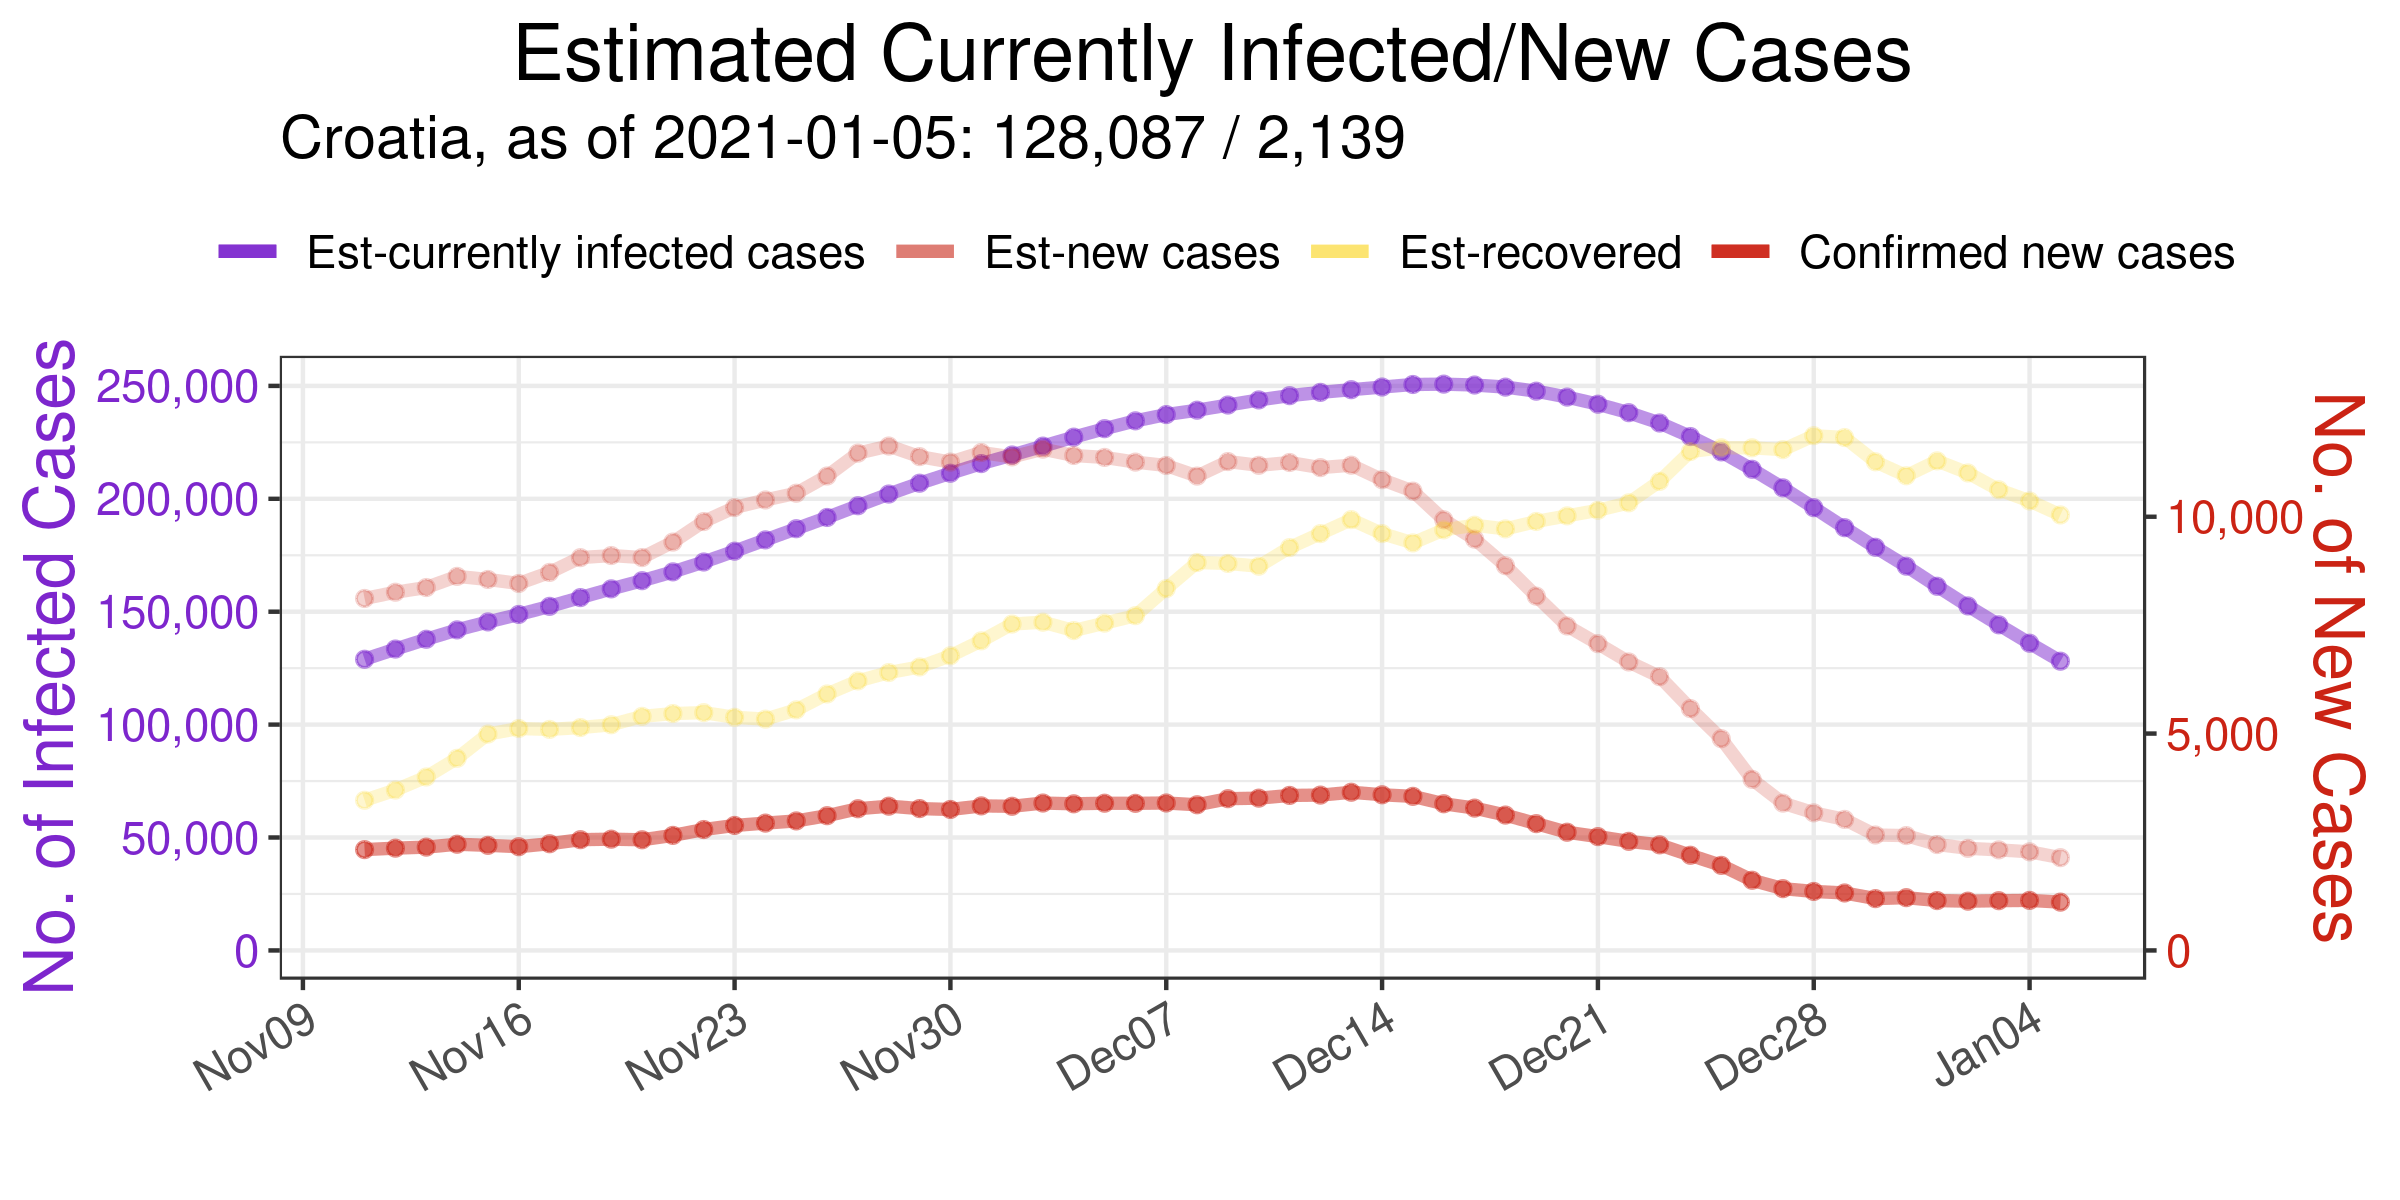 Estimated Currently Infected/New Cases
Croatia, as of 2021-01-05: 128,087 / 2,139
Est-currently infected cases Est-new cases Est-recovered Confirmed new cases
No. of Infected Cases
250,000
200,000
150,000
100,000
50,000
0
10,000
5,000
0
No. of New Cases
Nov09 Nov16 Nov23 Nov30 Dec07 Dec14 Dec21 Dec28 Jan04